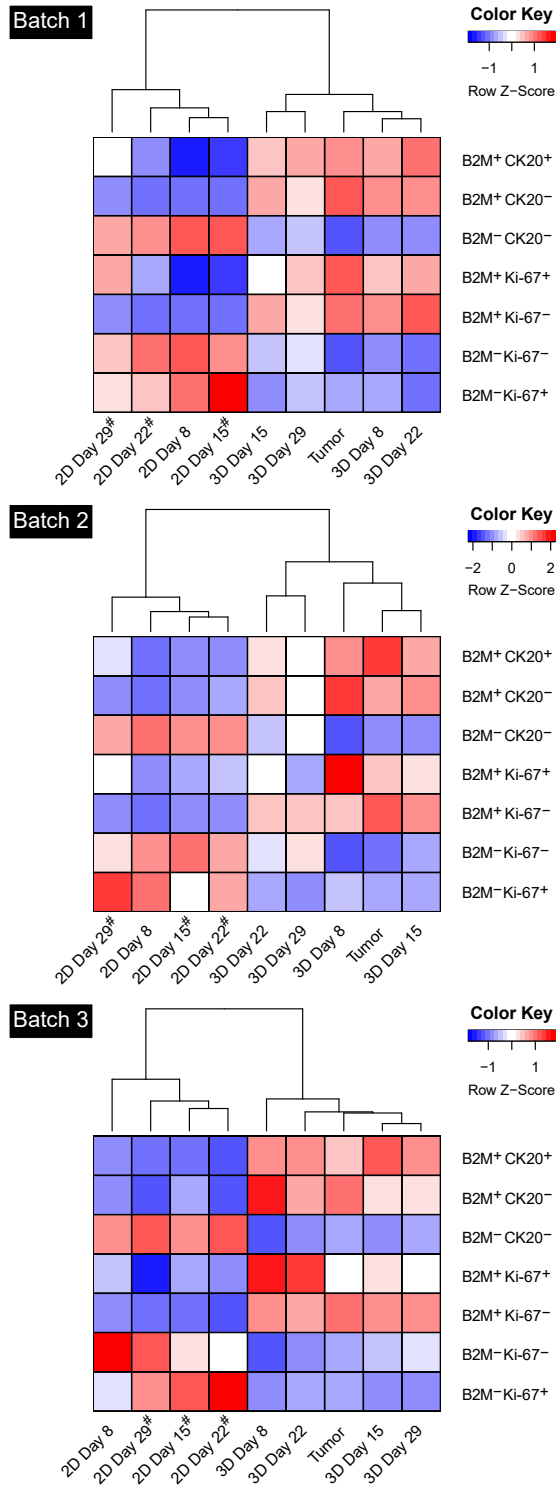 Batch 1
Color Key
−1 1
Row Z−Score
B2M⁺CK20⁺
B2M⁺CK20⁻
B2M⁻CK20⁻
B2M⁺Ki-67⁺
B2M⁺Ki-67⁻
B2M⁻Ki-67⁻
B2M⁻Ki-67⁺
2D Day 29#
2D Day 22#
2D Day 8
2D Day 15#
3D Day 15
3D Day 29
Tumor
3D Day 8
3D Day 22
Batch 2
Color Key
−2 0 2
Row Z−Score
B2M⁺CK20⁺
B2M⁺CK20⁻
B2M⁻CK20⁻
B2M⁺Ki-67⁺
B2M⁺Ki-67⁻
B2M⁻Ki-67⁻
B2M⁻Ki-67⁺
2D Day 29#
2D Day 8
2D Day 15#
2D Day 22#
3D Day 22
3D Day 29
3D Day 8
Tumor
3D Day 15
Batch 3
Color Key
−1 1
Row Z−Score
B2M⁺CK20⁺
B2M⁺CK20⁻
B2M⁻CK20⁻
B2M⁺Ki-67⁺
B2M⁺Ki-67⁻
B2M⁻Ki-67⁻
B2M⁻Ki-67⁺
2D Day 8
2D Day 29#
2D Day 15#
2D Day 22#
3D Day 8
3D Day 22
Tumor
3D Day 15
3D Day 29